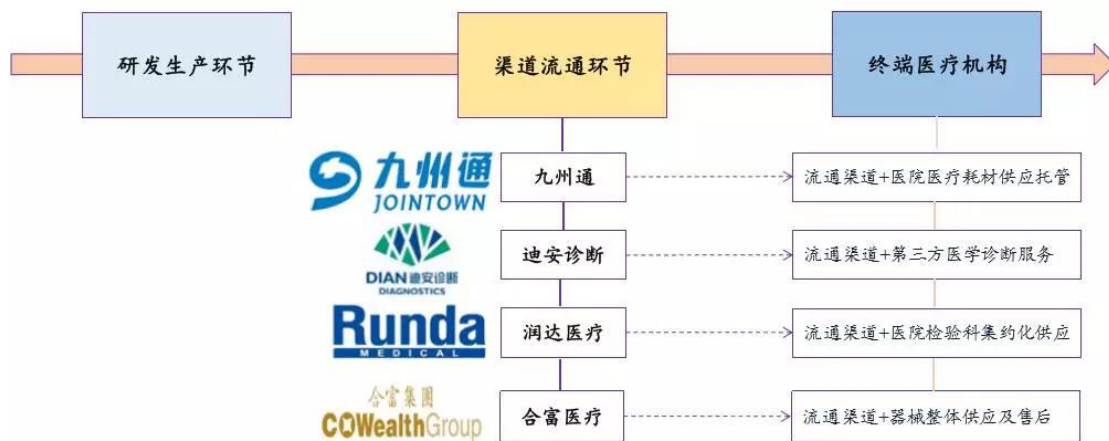 研发生产环节
渠道流通环节
终端医疗机构
九州通
JOINTOWN
九州通
流通渠道+医院医疗耗材供应托管
DIAN迪安诊断
DIAGNOSTICS
迪安诊断
流通渠道+第三方医学诊断服务
Runda
MEDICAL
润达医疗
流通渠道+医院检验科集约化供应
合富集團
COWealthGroup
合富医疗
流通渠道+器械整体供应及售后